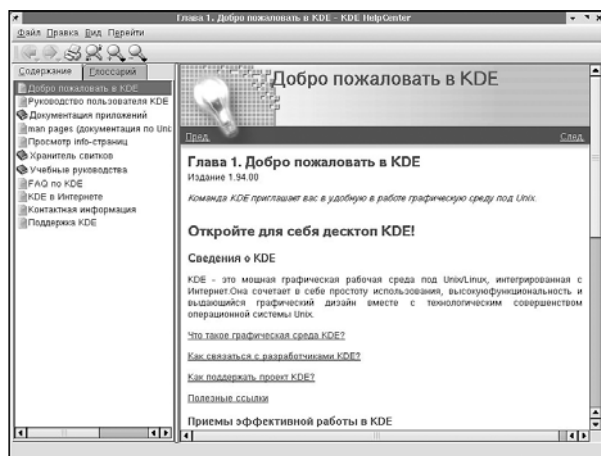 Глава 1. Добро пожаловать в KDE - KDE HelpCenter
Файл Правка Вид Перейти
Содержание Глоссарий
Добро пожаловать в KDE
Руководство пользователя KDE
Документация приложений
man pages (документация по Uni
Просмотр info-страниц
Хранитель свитков
Учебные руководства
FAQ по KDE
KDE в Интернете
Контактная информация
Поддержка KDE
Добро пожаловать в KDE
Пред. След.
Глава 1. Добро пожаловать в KDE
Издание 1.94.00
Команда KDE приглашает вас в удобную в работе графическую среду под Unix.
Откройте для себя десктоп KDE!
Сведения о KDE
KDE - это мощная графическая рабочая среда под Unix/Linux, интегрированная с
Интернет.Она сочетает в себе простоту использования, высокуюфункциональность и
выдающийся графический дизайн вместе с технологическим совершенством
операционной системы Unix.
Что такое графическая среда KDE?
Как связаться с разработчиками KDE?
Как поддержать проект KDE?
Полезные ссылки
Приемы эффективной работы в KDE